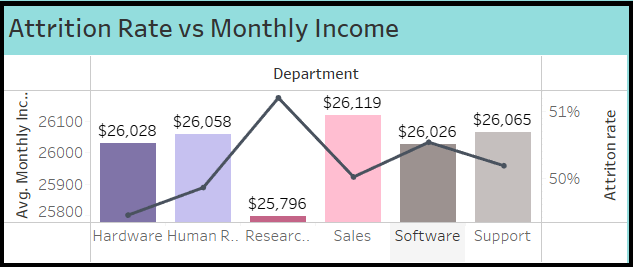 Attrition Rate vs Monthly Income
Department
Avg. Monthly Inc..
26100
26000
25900
25800
$26,028
$26,058
$25,796
$26,119
$26,026
$26,065
51%
50%
Attriton rate
Hardware Human R.. Researc.. Sales Software Support